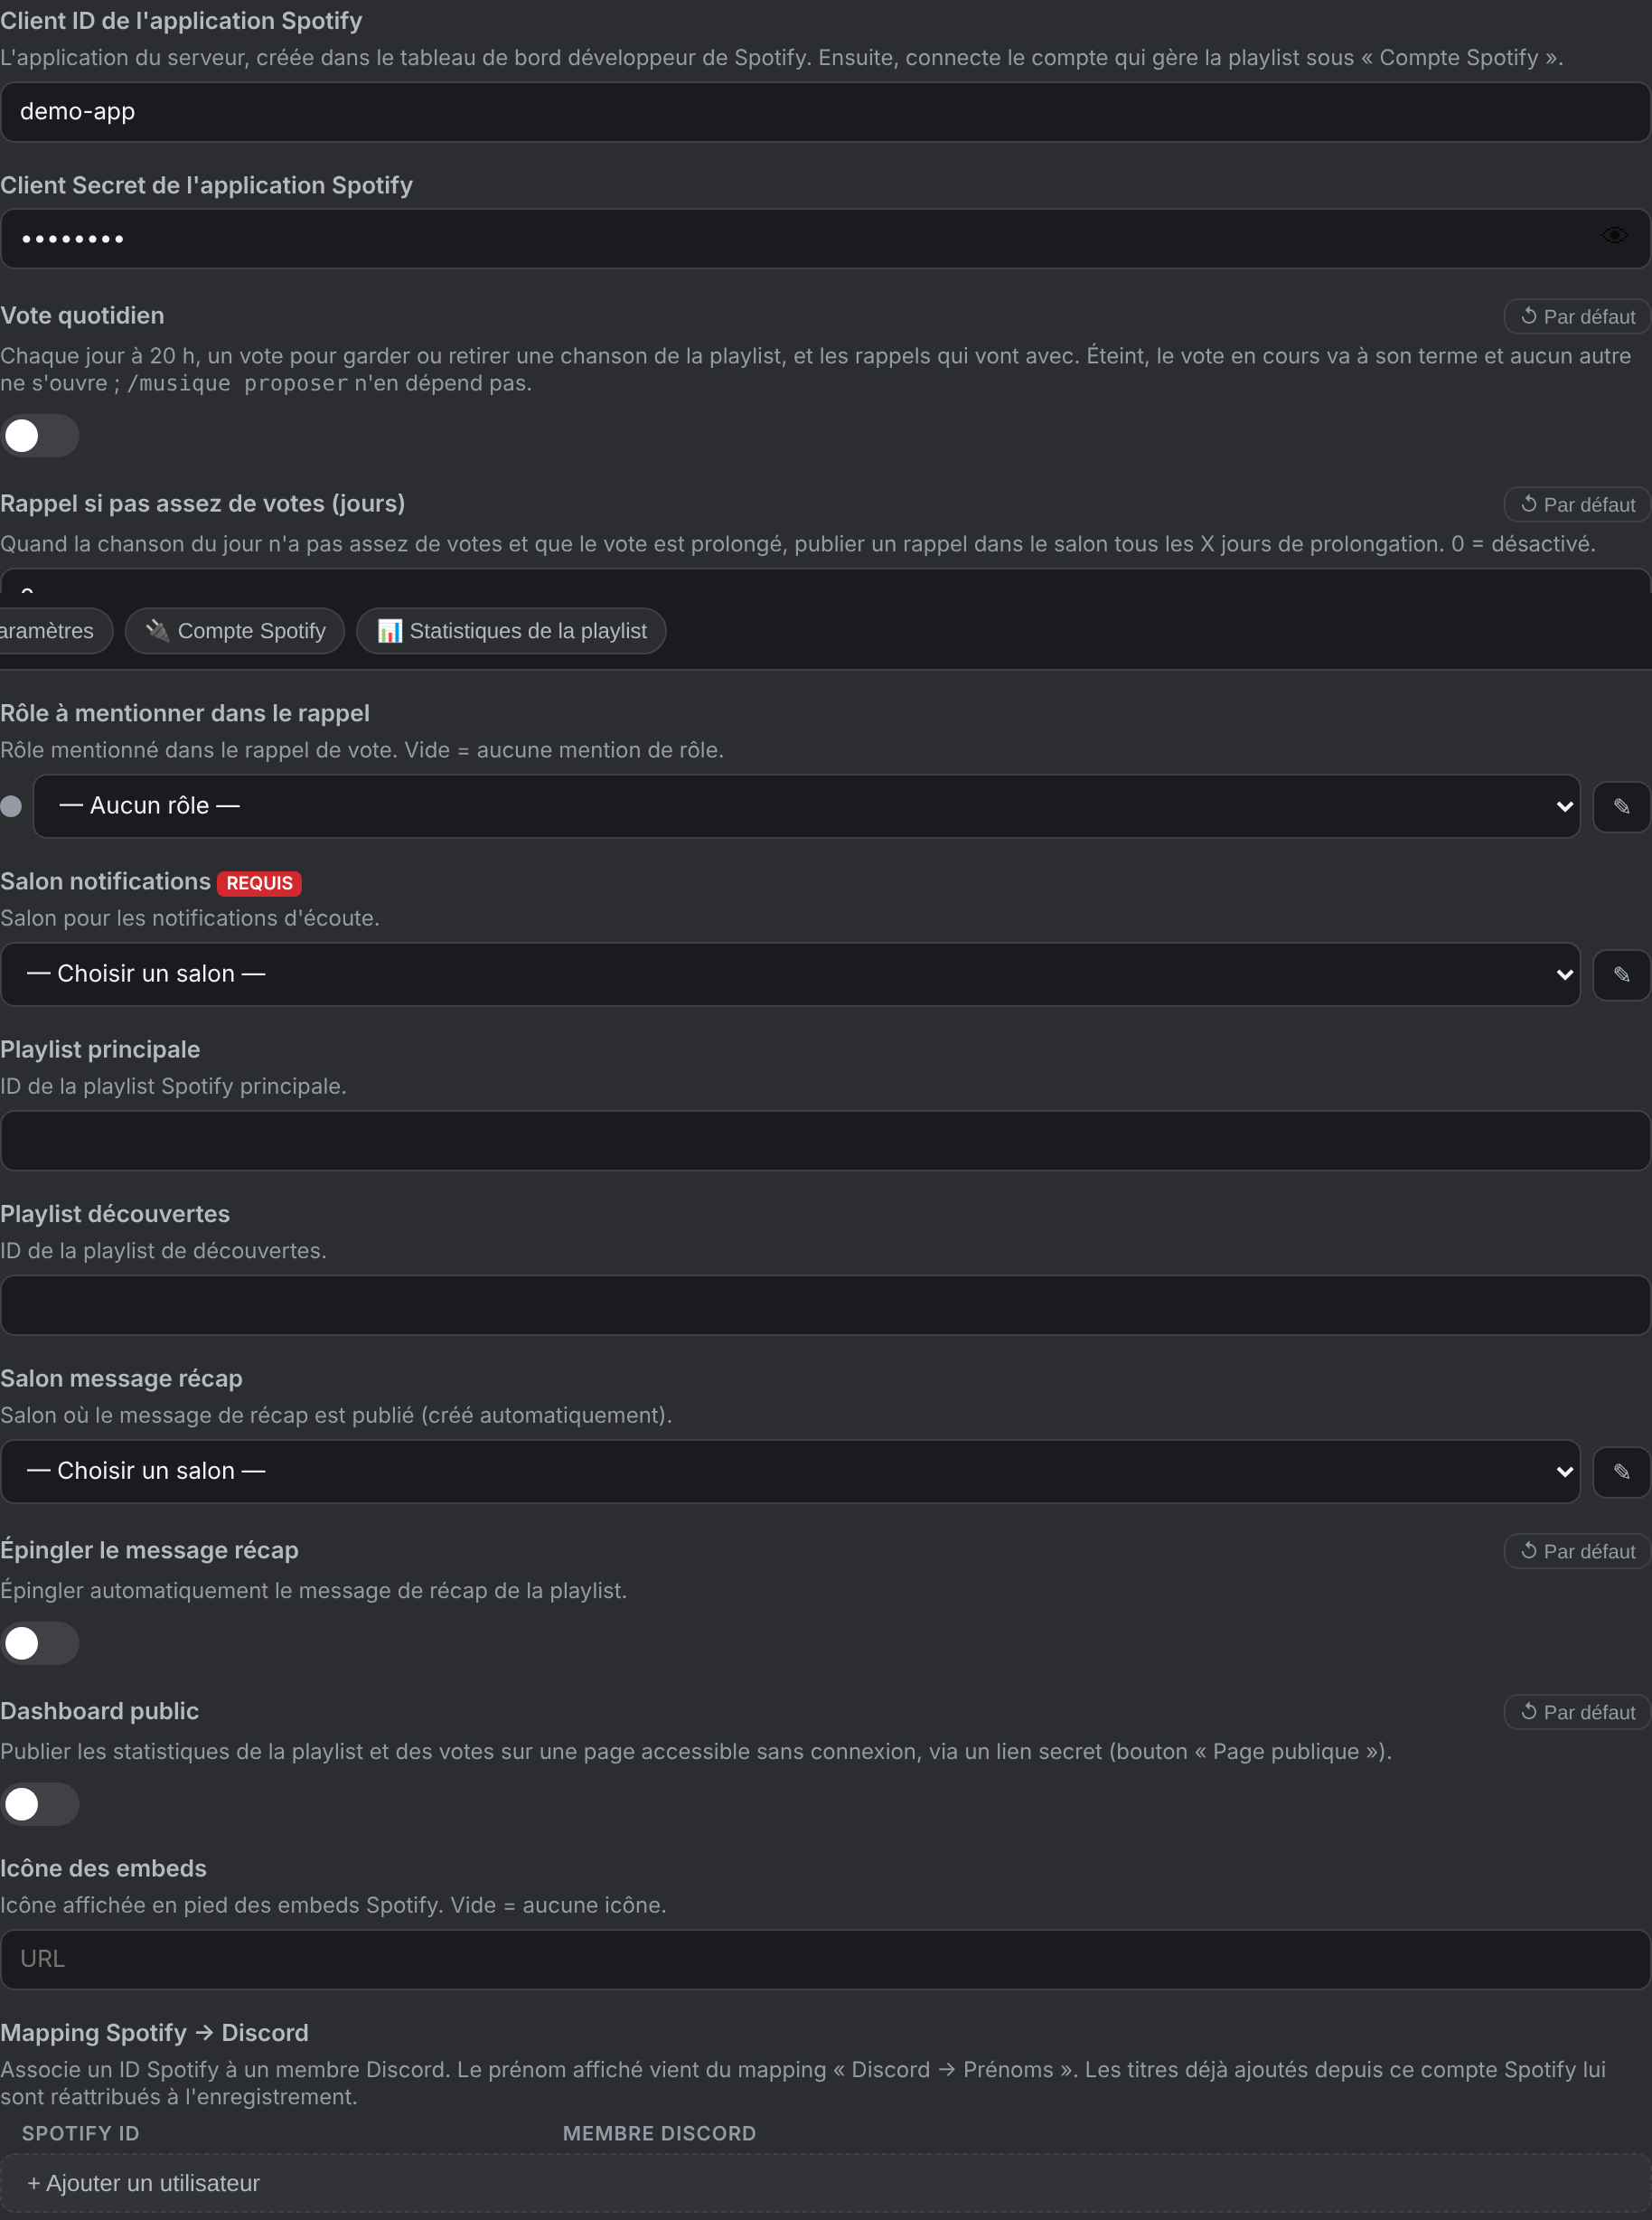 Client ID de l'application Spotify
L'application du serveur, créée dans le tableau de bord développeur de Spotify. Ensuite, connecte le compte qui gère la playlist sous « Compte Spotify ».
demo-app
Client Secret de l'application Spotify
••••••••
Vote quotidien
Par défaut
Chaque jour à 20 h, un vote pour garder ou retirer une chanson de la playlist, et les rappels qui vont avec. Éteint, le vote en cours va à son terme et aucun autre
ne s'ouvre ; /musique proposer n'en dépend pas.
Rappel si pas assez de votes (jours)
Par défaut
Quand la chanson du jour n'a pas assez de votes et que le vote est prolongé, publier un rappel dans le salon tous les X jours de prolongation. 0 = désactivé.
aramètres
Compte Spotify
Statistiques de la playlist
Rôle à mentionner dans le rappel
Rôle mentionné dans le rappel de vote. Vide = aucune mention de rôle.
— Aucun rôle —
Salon notifications REQUIS
Salon pour les notifications d'écoute.
— Choisir un salon —
Playlist principale
ID de la playlist Spotify principale.
Playlist découvertes
ID de la playlist de découvertes.
Salon message récap
Salon où le message de récap est publié (créé automatiquement).
— Choisir un salon —
Épingler le message récap
Par défaut
Épingler automatiquement le message de récap de la playlist.
Dashboard public
Par défaut
Publier les statistiques de la playlist et des votes sur une page accessible sans connexion, via un lien secret (bouton « Page publique »).
Icône des embeds
Icône affichée en pied des embeds Spotify. Vide = aucune icône.
URL
Mapping Spotify → Discord
Associe un ID Spotify à un membre Discord. Le prénom affiché vient du mapping « Discord → Prénoms ». Les titres déjà ajoutés depuis ce compte Spotify lui
sont réattribués à l'enregistrement.
SPOTIFY ID
MEMBRE DISCORD
+ Ajouter un utilisateur